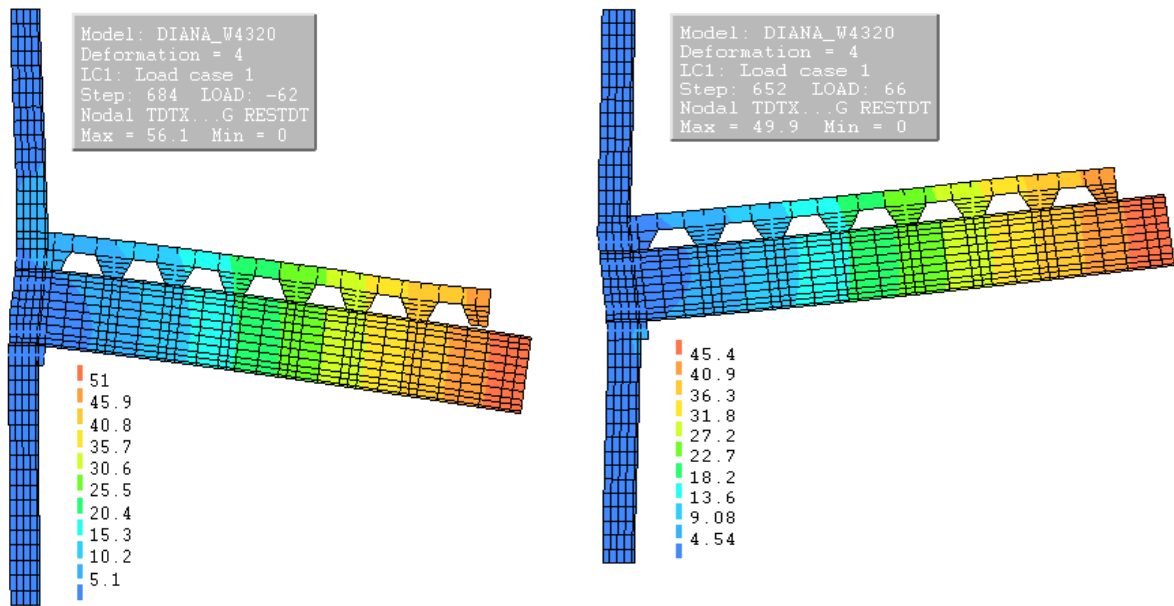 Model: DIANA_W4320
Deformation = 4
LC1: Load case 1
Step: 684 LOAD: -62
Nodal TDTX...G RESTDT
Max = 56.1 Min = 0
51
45.9
40.8
35.7
30.6
25.5
20.4
15.3
10.2
5.1
Model: DIANA_W4320
Deformation = 4
LC1: Load case 1
Step: 652 LOAD: 66
Nodal TDTX...G RESTDT
Max = 49.9 Min = 0
45.4
40.9
36.3
31.8
27.2
22.7
18.2
13.6
9.08
4.54